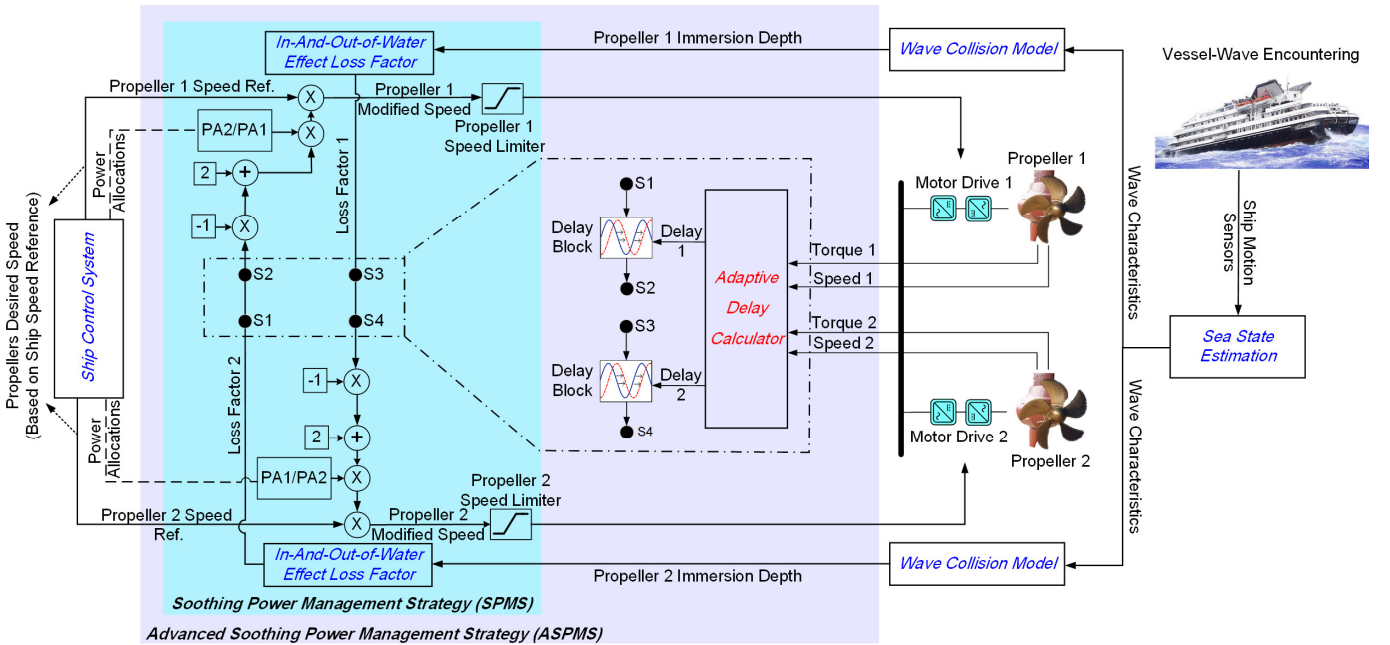 Propeller 1 Immersion Depth
In-And-Out-of-Water
Effect Loss Factor
Wave Collision Model
Vessel-Wave Encountering
Propeller 1 Speed Ref.
X
Propeller 1
Modified Speed
Propeller 1
Speed Limiter
PA2/PA1
X
Power
Allocations
2
+
-1
X
Loss Factor 1
S2
S3
S1
S4
Propellers Desired Speed
(Based on Ship Speed Reference)
Ship Control System
Power
Allocations
Loss Factor 2
-1
X
2
+
PA1/PA2
X
Propeller 2 Speed
Ref.
X
Propeller 2
Modified Speed
Propeller 2
Speed Limiter
S1
Delay
Block
Delay
1
S2
S3
Delay
Block
Delay
2
S4
Adaptive
Delay
Calculator
Torque 1
Speed 1
Torque 2
Speed 2
Motor Drive 1
Propeller 1
Motor Drive 2
Propeller 2
Wave Characteristics
Wave Characteristics
Ship Motion
Sensors
Sea State
Estimation
In-And-Out-of-Water
Effect Loss Factor
Propeller 2 Immersion Depth
Wave Collision Model
Soothing Power Management Strategy (SPMS)
Advanced Soothing Power Management Strategy (ASPMS)